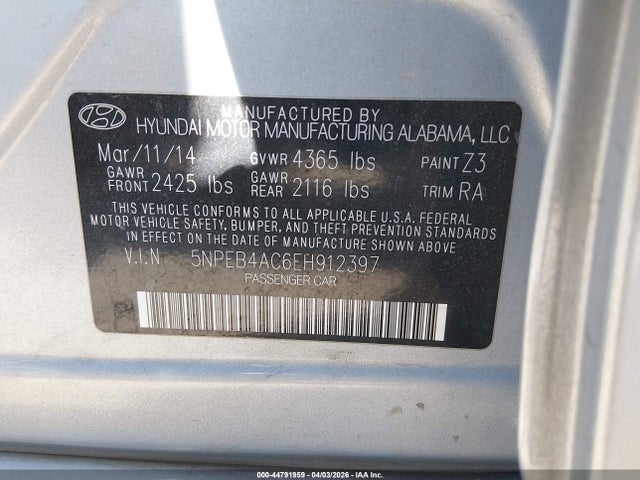 MANUFACTURED BY
HYUNDAI MOTOR MANUFACTURING ALABAMA, LLC
Mar/11/14 GVWR 4365 lbs PAINT Z3
GAWR FRONT 2425 lbs GAWR REAR 2116 lbs TRIM RA
THIS VEHICLE CONFORMS TO ALL APPLICABLE U.S.A. FEDERAL
MOTOR VEHICLE SAFETY, BUMPER, AND THEFT PREVENTION STANDARDS
IN EFFECT ON THE DATE OF MANUFACTURE SHOWN ABOVE.
V.I.N 5NPEB4AC6EH912397
PASSENGER CAR
000-44791959 | 04/03/2026 | IAA Inc.